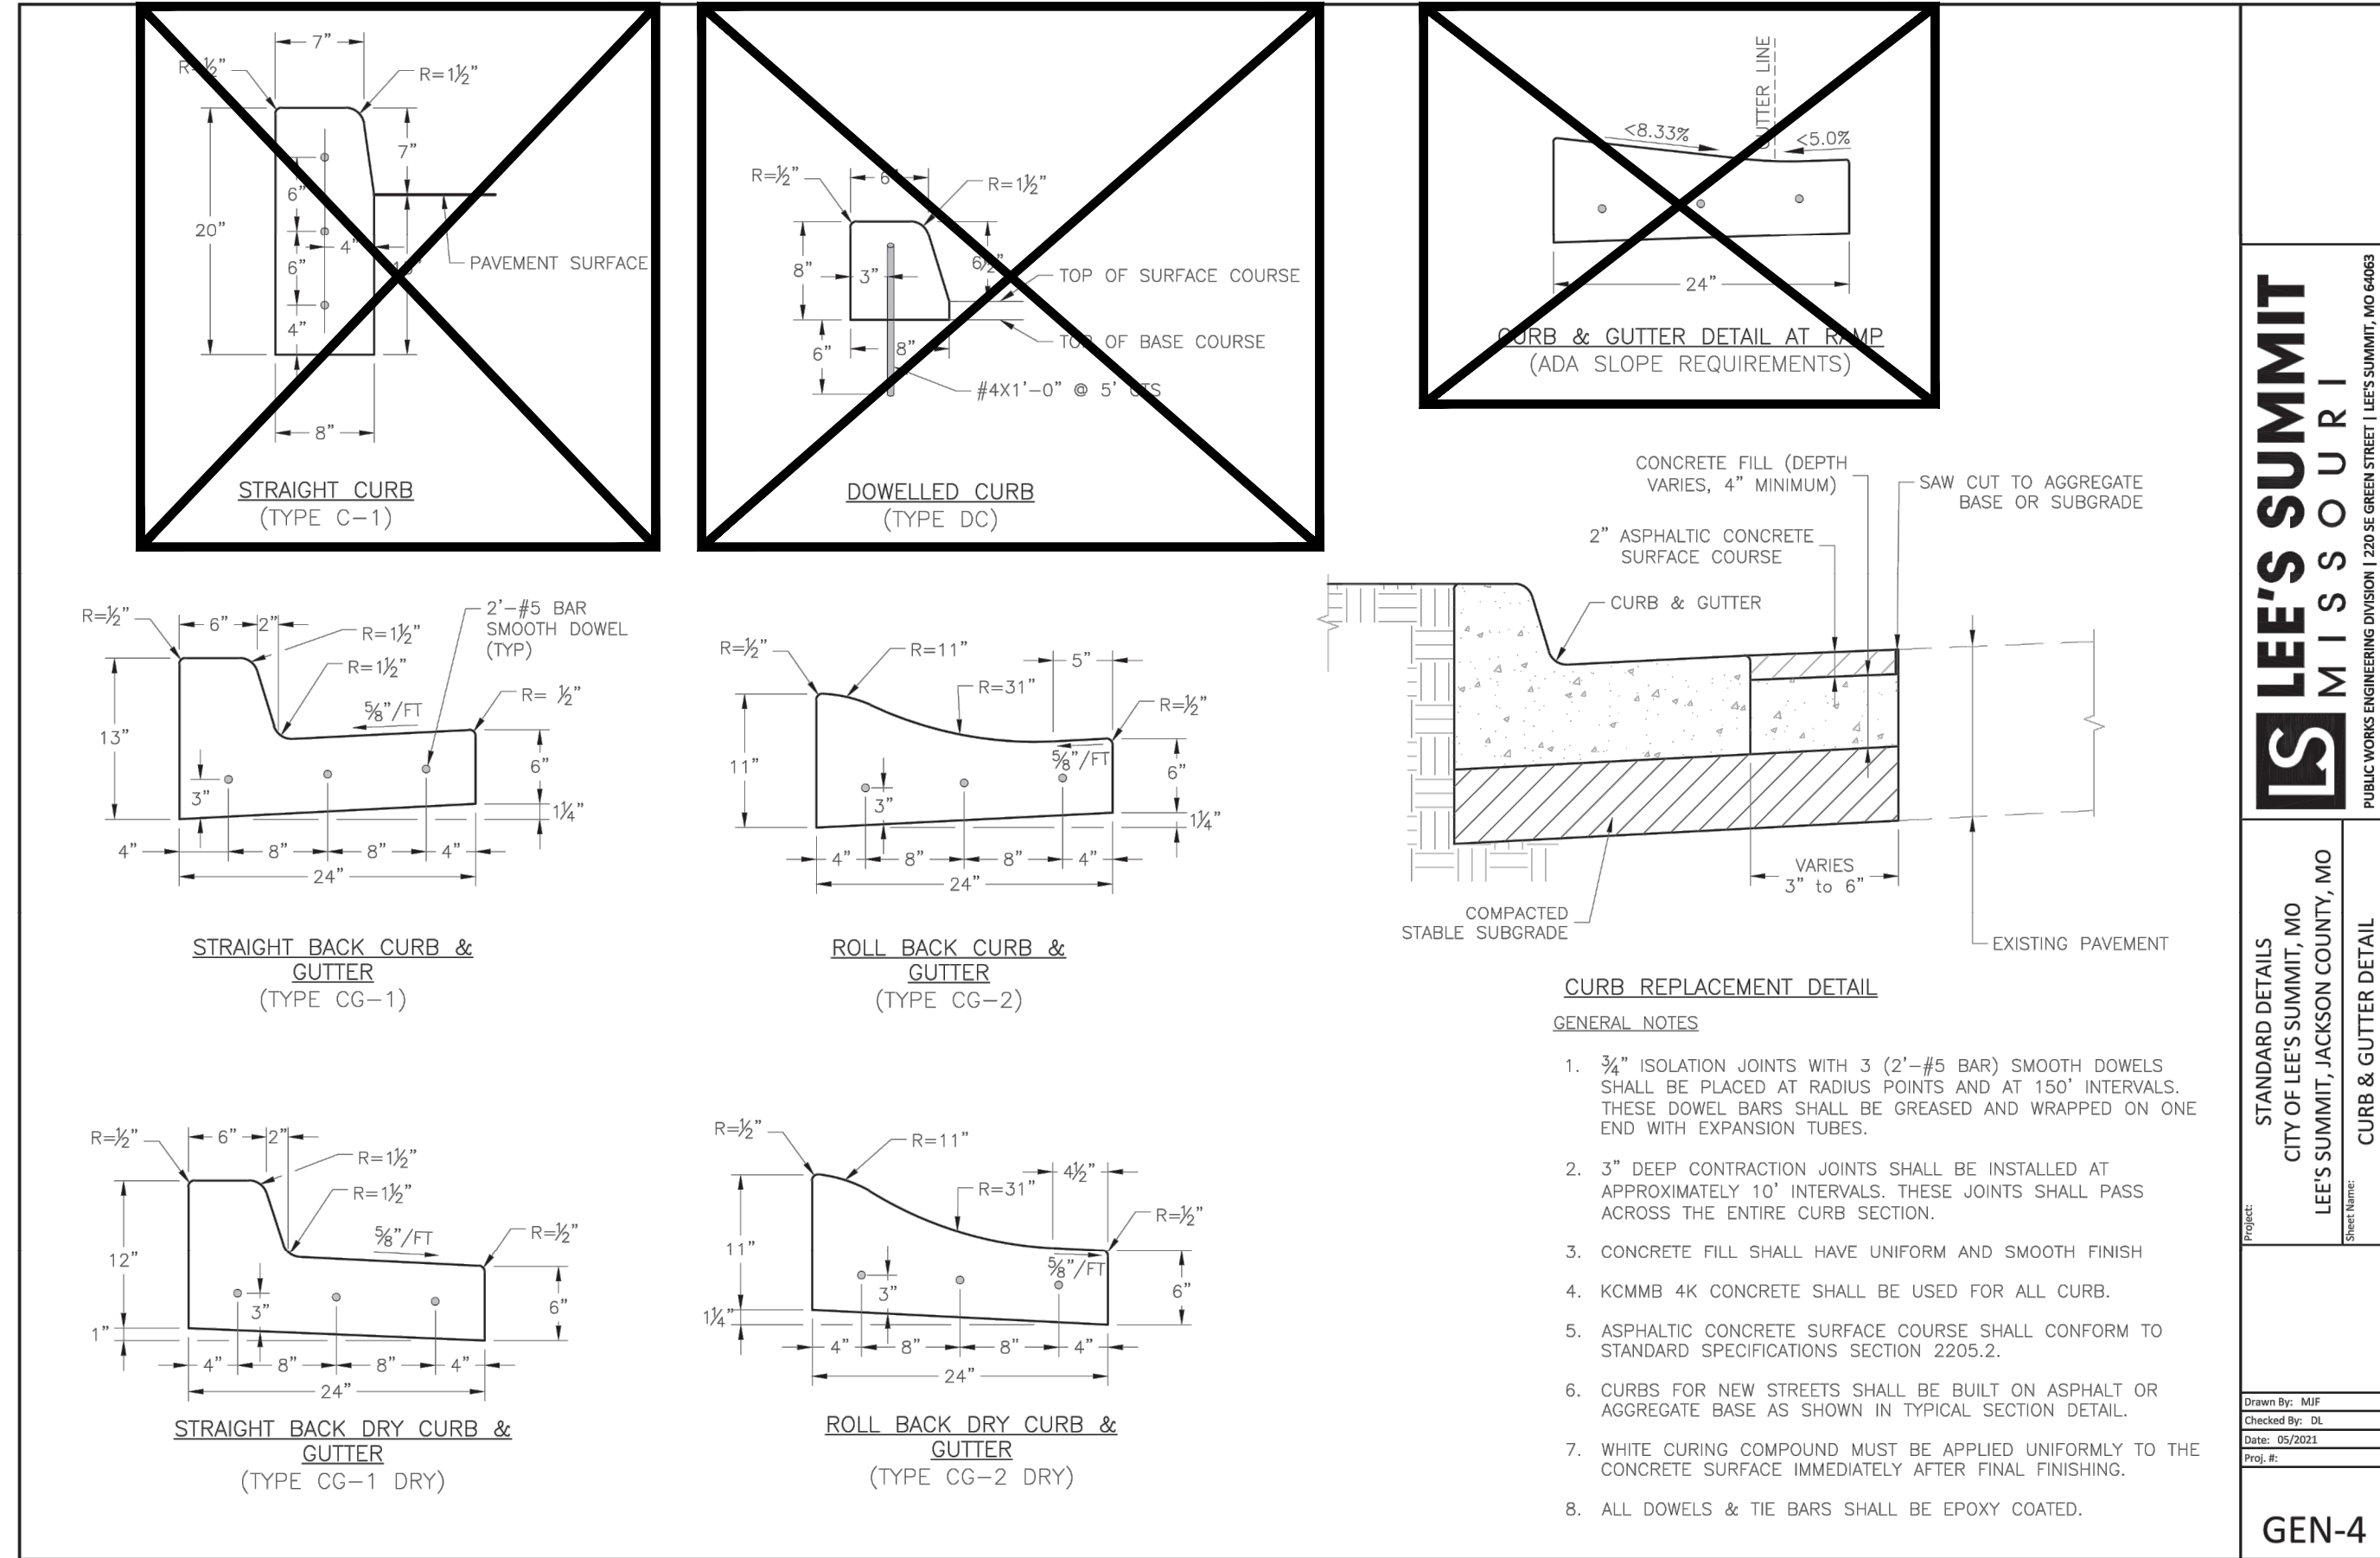 7”
R=½”
R=1½”
7”
6”
20”
4”
6”
4”
PAVEMENT SURFACE
8”
STRAIGHT CURB
(TYPE C-1)
R=½”
6”
R=1½”
8”
3”
6½”
TOP OF SURFACE COURSE
TOP OF BASE COURSE
6”
8”
#4X1’-0” @ 5’ CTS
DOWELLED CURB
(TYPE DC)
GUTTER LINE
<8.33%
<5.0%
24”
CURB & GUTTER DETAIL AT RAMP
(ADA SLOPE REQUIREMENTS)
R=½”
6”
2”
R=1½”
R=1½”
2’-#5 BAR
SMOOTH DOWEL
(TYP)
R= ½”
⅝”/FT
13”
6”
3”
1¼”
4”
8”
8”
4”
24”
STRAIGHT BACK CURB &
GUTTER
(TYPE CG-1)
R=½”
R=11”
5”
R=31”
R=½”
11”
⅝”/FT
6”
3”
1¼”
4”
8”
8”
4”
24”
ROLL BACK CURB &
GUTTER
(TYPE CG-2)
CONCRETE FILL (DEPTH
VARIES, 4” MINIMUM)
SAW CUT TO AGGREGATE
BASE OR SUBGRADE
2” ASPHALTIC CONCRETE
SURFACE COURSE
CURB & GUTTER
VARIES
3” to 6”
COMPACTED
STABLE SUBGRADE
EXISTING PAVEMENT
CURB REPLACEMENT DETAIL
R=½”
6”
2”
R=1½”
R=1½”
⅝”/FT
R=½”
12”
3”
6”
1”
4”
8”
8”
4”
24”
STRAIGHT BACK DRY CURB &
GUTTER
(TYPE CG-1 DRY)
R=½”
R=11”
4½”
R=31”
R=½”
11”
⅝”/FT
3”
6”
1¼”
4”
8”
8”
4”
24”
ROLL BACK DRY CURB &
GUTTER
(TYPE CG-2 DRY)
GENERAL NOTES
1. ¾” ISOLATION JOINTS WITH 3 (2’-#5 BAR) SMOOTH DOWELS
SHALL BE PLACED AT RADIUS POINTS AND AT 150’ INTERVALS.
THESE DOWEL BARS SHALL BE GREASED AND WRAPPED ON ONE
END WITH EXPANSION TUBES.
2. 3” DEEP CONTRACTION JOINTS SHALL BE INSTALLED AT
APPROXIMATELY 10’ INTERVALS. THESE JOINTS SHALL PASS
ACROSS THE ENTIRE CURB SECTION.
3. CONCRETE FILL SHALL HAVE UNIFORM AND SMOOTH FINISH
4. KCMMB 4K CONCRETE SHALL BE USED FOR ALL CURB.
5. ASPHALTIC CONCRETE SURFACE COURSE SHALL CONFORM TO
STANDARD SPECIFICATIONS SECTION 2205.2.
6. CURBS FOR NEW STREETS SHALL BE BUILT ON ASPHALT OR
AGGREGATE BASE AS SHOWN IN TYPICAL SECTION DETAIL.
7. WHITE CURING COMPOUND MUST BE APPLIED UNIFORMLY TO THE
CONCRETE SURFACE IMMEDIATELY AFTER FINAL FINISHING.
8. ALL DOWELS & TIE BARS SHALL BE EPOXY COATED.
LS LEE'S SUMMIT
MISSOURI
PUBLIC WORKS ENGINEERING DIVISION | 220 SE GREEN STREET | LEE'S SUMMIT, MO 64063
Project:
STANDARD DETAILS
CITY OF LEE'S SUMMIT, MO
LEE'S SUMMIT, JACKSON COUNTY, MO
Sheet Name:
CURB & GUTTER DETAIL
Drawn By: MJF
Checked By: DL
Date: 05/2021
Proj. #:
GEN-4